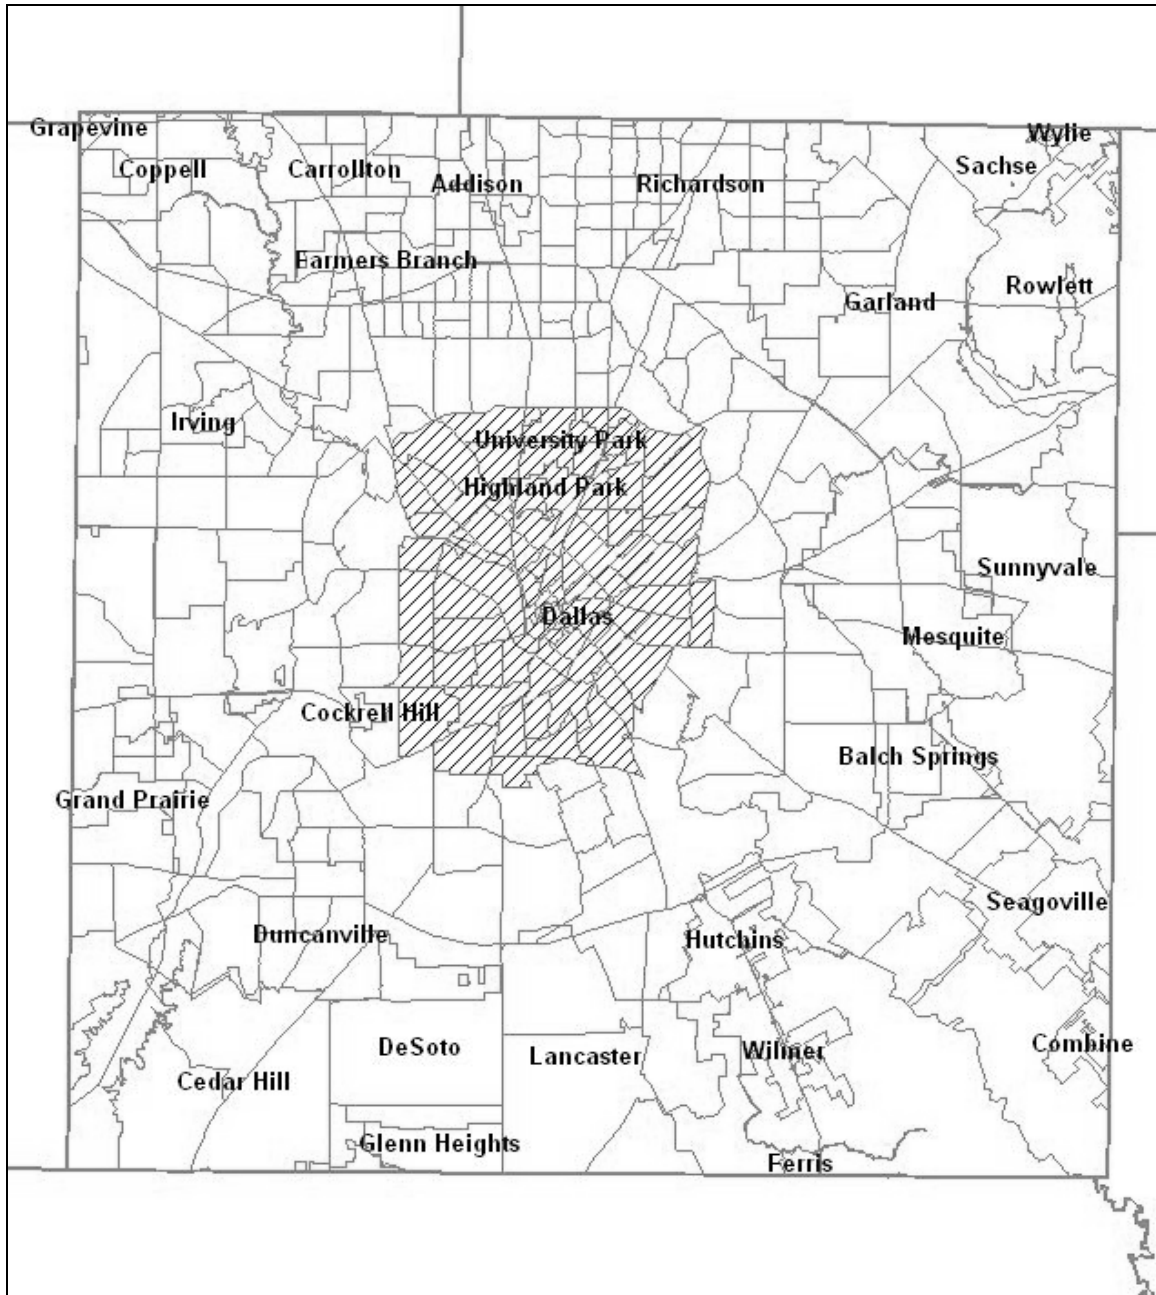 Grapevine
Wylie
Coppell
Carrollton
Addison
Richardson
Sachse
Farmers Branch
Rowlett
Garland
Irving
University Park
Highland Park
Sunnyvale
Dallas
Mesquite
Cockrell Hill
Balch Springs
Grand Prairie
Seagoville
Duncanville
Hutchins
DeSoto
Lancaster
Wilmer
Combine
Cedar Hill
Glenn Heights
Ferris